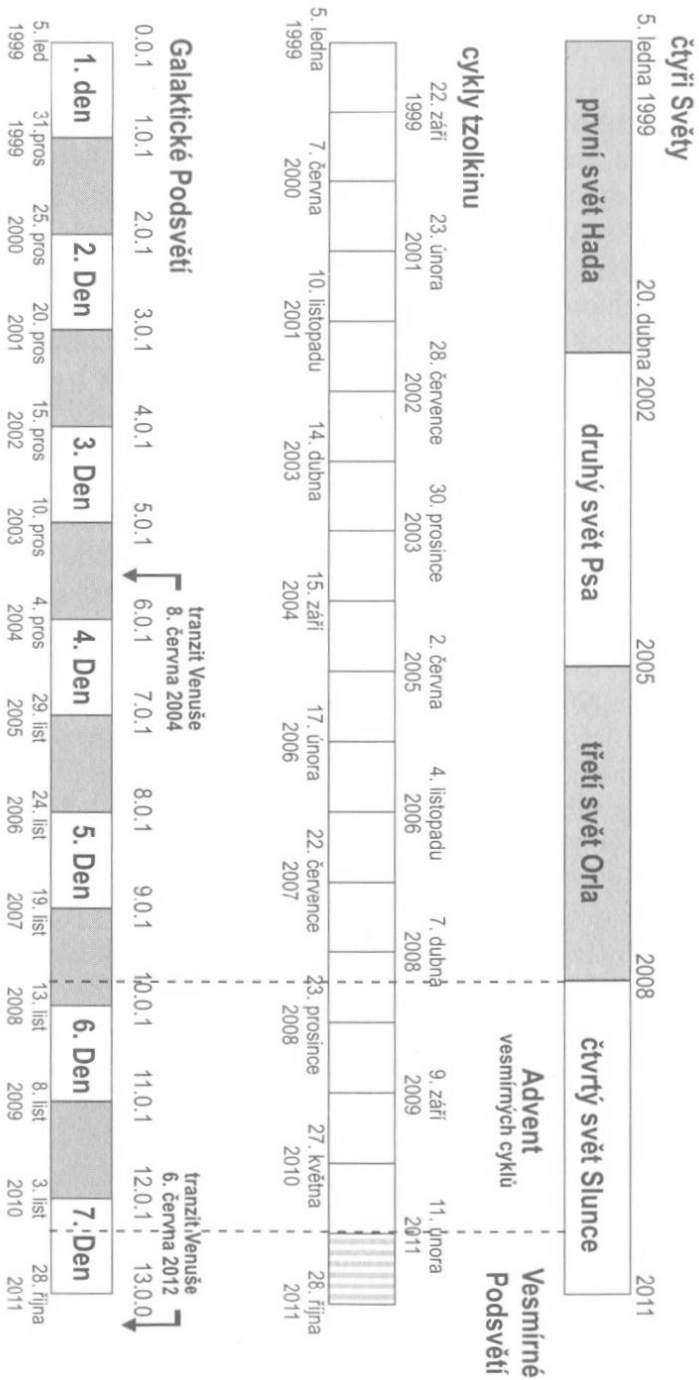 čtyři Světy
5. ledna 1999
20. dubna 2002
2005
2008
2011
první svět Hada
druhý svět Psa
třetí svět Orla
čtvrtý svět Slunce
Advent
vesmírných cyklů
Vesmírné
Podsvětí
cykly tzolkinu
22. září
1999
23. února
2001
28. července
2002
30. prosince
2003
2. června
2005
4. listopadu
2006
7. dubna
2008
9. září
2009
11. února
2011
5. ledna
1999
7. června
2000
10. listopadu
2001
14. dubna
2003
15. září
2004
17. února
2006
22. července
2007
23. prosince
2008
27. května
2010
28. října
2011
Galaktické Podsvětí
tranzit Venuše
8. června 2004
tranzit Venuše
6. června 2012
0.0.1
1.0.1
2.0.1
3.0.1
4.0.1
5.0.1
6.0.1
7.0.1
8.0.1
9.0.1
10.0.1
11.0.1
12.0.1
13.0.0
1. den
2. Den
3. Den
4. Den
5. Den
6. Den
7. Den
5. led
1999
31.pros
1999
25. pros
2000
20. pros
2001
15. pros
2002
10. pros
2003
4. pros
2004
29. list
2005
24. list
2006
19. list
2007
13. list
2008
8. list
2009
3. list
2010
28. října
2011